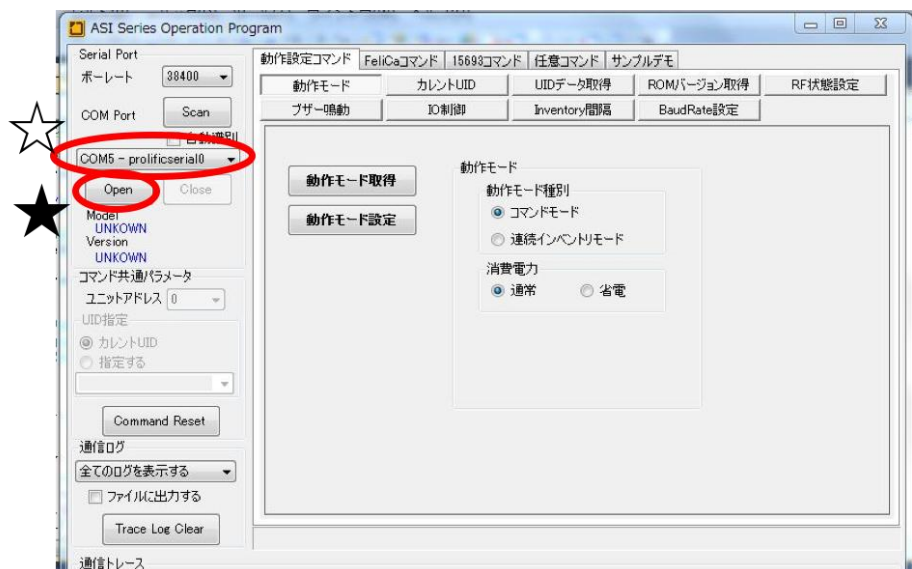 ASI Series Operation Program
Serial Port
ボーレート 38400
COM Port Scan
自動識別
COM5 - prolificserial0
Open Close
Model
UNKOWN
Version
UNKOWN
コマンド共通パラメータ
ユニットアドレス 0
UID指定
カレントUID
指定する
Command Reset
通信ログ
全てのログを表示する
ファイルに出力する
Trace Log Clear
通信トレース
動作設定コマンド FeliCaコマンド 15693コマンド 任意コマンド サンプルデモ
動作モード カレントUID UIDデータ取得 ROMバージョン取得 RF状態設定
ブザー鳴動 IO制御 Inventory間隔 BaudRate設定
動作モード取得
動作モード設定
動作モード
動作モード種別
コマンドモード
連続インベントリモード
消費電力
通常 省電